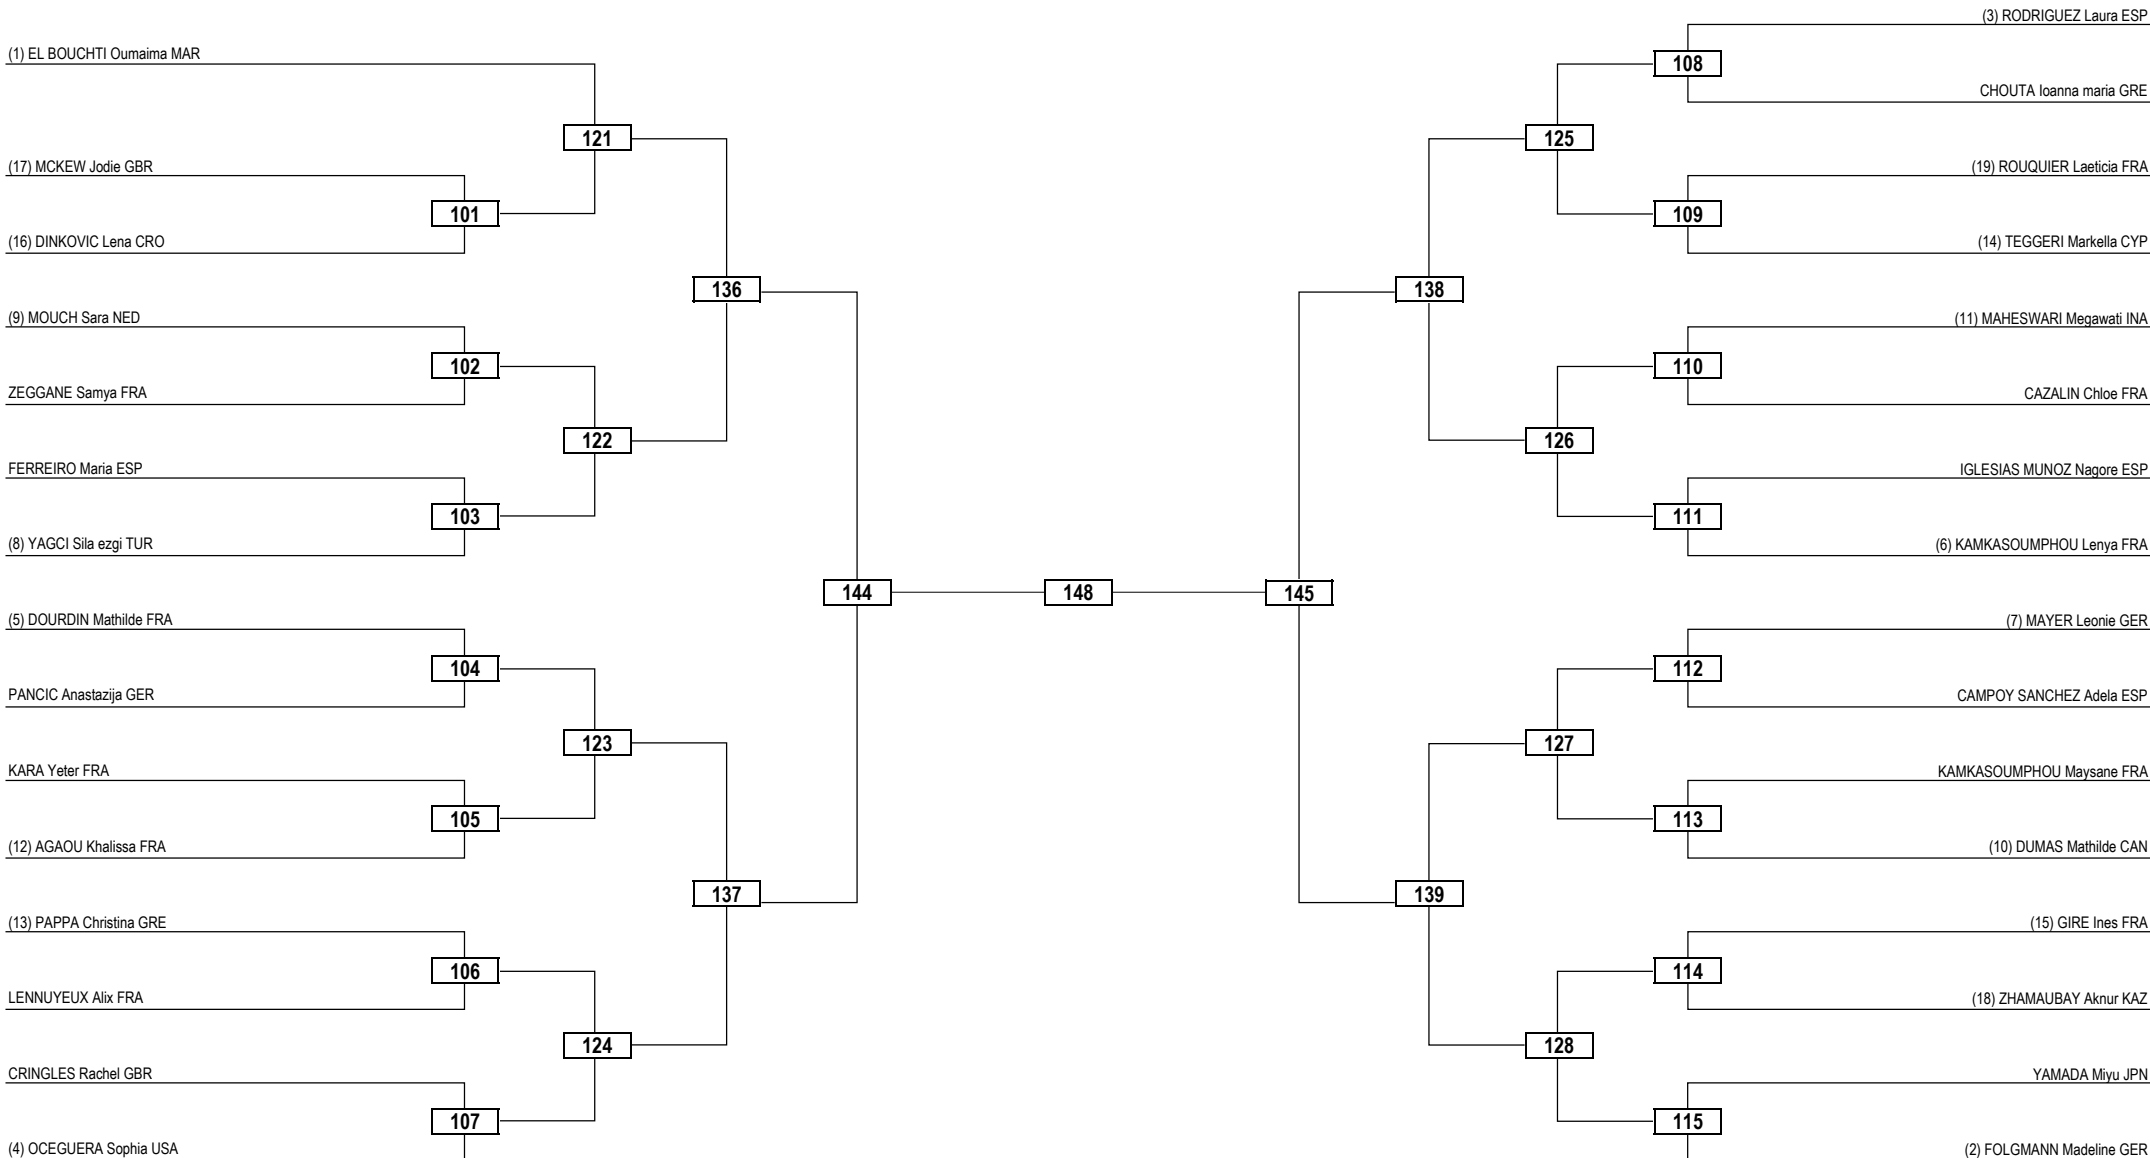 (3) RODRIGUEZ Laura ESP
(1) EL BOUCHTI Oumaima MAR
108
CHOUTA Ioanna maria GRE
121
125
(17) MCKEW Jodie GBR
(19) ROUQUIER Laeticia FRA
101
109
(16) DINKOVIC Lena CRO
(14) TEGGERI Markella CYP
136
138
(9) MOUCH Sara NED
(11) MAHESWARI Megawati INA
102
110
ZEGGANE Samya FRA
CAZALIN Chloe FRA
122
126
FERREIRO Maria ESP
IGLESIAS MUNOZ Nagore ESP
103
111
(8) YAGCI Sila ezgi TUR
(6) KAMKASOUMPHOU Lenya FRA
144
148
145
(5) DOURDIN Mathilde FRA
(7) MAYER Leonie GER
104
112
PANCIC Anastazija GER
CAMPOY SANCHEZ Adela ESP
123
127
KARA Yeter FRA
KAMKASOUMPHOU Maysane FRA
105
113
(12) AGAOU Khalissa FRA
(10) DUMAS Mathilde CAN
137
139
(13) PAPPA Christina GRE
(15) GIRE Ines FRA
106
114
LENNUYEUX Alix FRA
(18) ZHAMAUBAY Aknur KAZ
124
128
CRINGLES Rachel GBR
YAMADA Miyu JPN
107
115
(4) OCEGUERA Sophia USA
(2) FOLGMANN Madeline GER